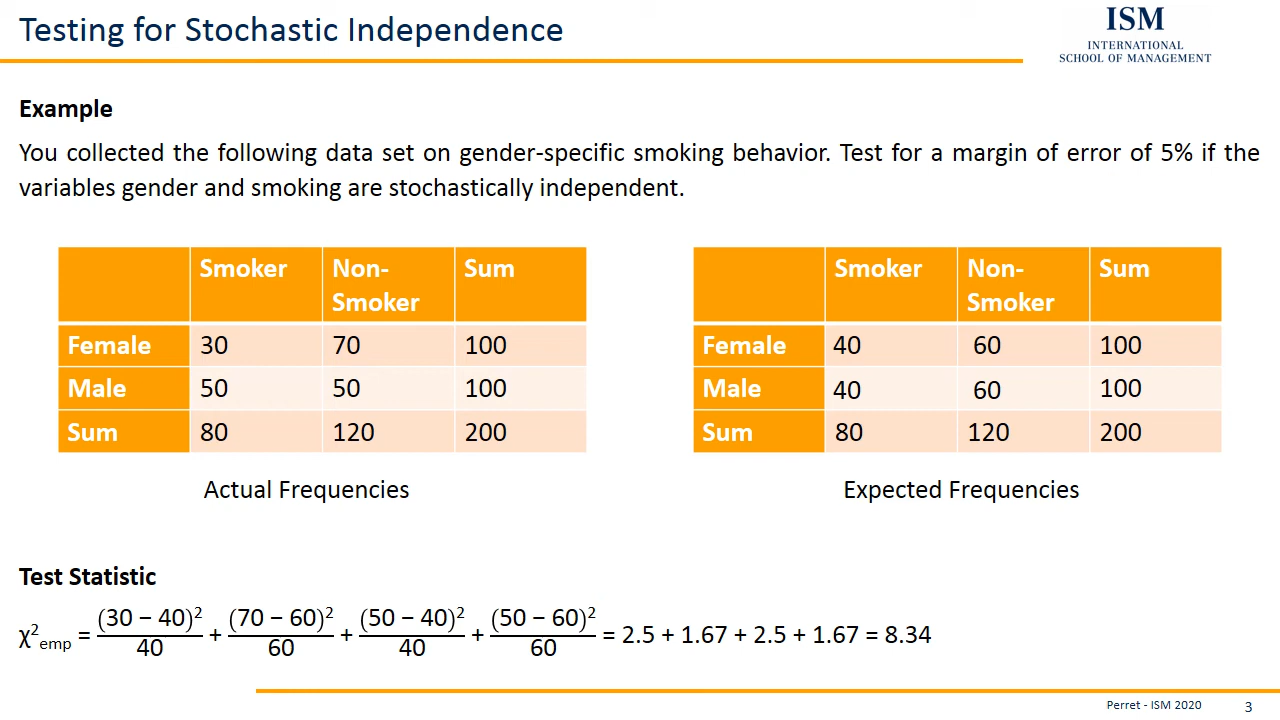 Testing for Stochastic Independence
ISM
INTERNATIONAL
SCHOOL OF MANAGEMENT
Example
You collected the following data set on gender-specific smoking behavior. Test for a margin of error of 5% if the
variables gender and smoking are stochastically independent.
Smoker Non-Smoker Sum
Female 30 70 100
Male 50 50 100
Sum 80 120 200
Actual Frequencies
Smoker Non-Smoker Sum
Female 40 60 100
Male 40 60 100
Sum 80 120 200
Expected Frequencies
Test Statistic
χ²emp = (30 − 40)²/40 + (70 − 60)²/60 + (50 − 40)²/40 + (50 − 60)²/60 = 2.5 + 1.67 + 2.5 + 1.67 = 8.34
Perret - ISM 2020 3